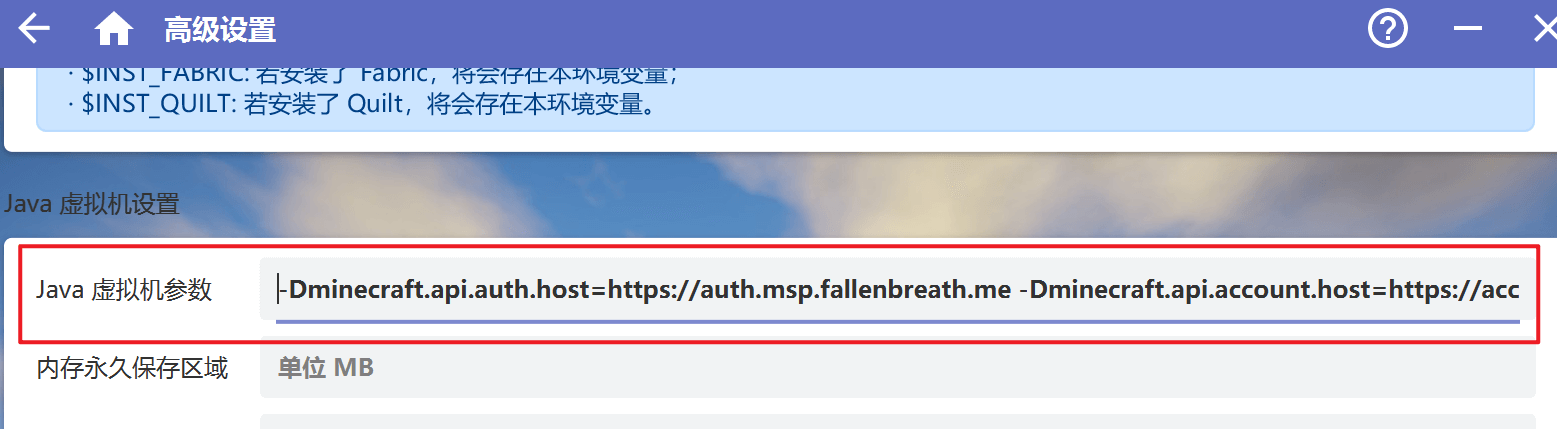 高级设置
· $INST_FABRIC: 若安装了 Fabric，将会存在本环境变量；
· $INST_QUILT: 若安装了 Quilt，将会存在本环境变量。
Java 虚拟机设置
Java 虚拟机参数 -Dminecraft.api.auth.host=https://auth.msp.fallenbreath.me -Dminecraft.api.account.host=https://acc
内存永久保存区域 单位 MB